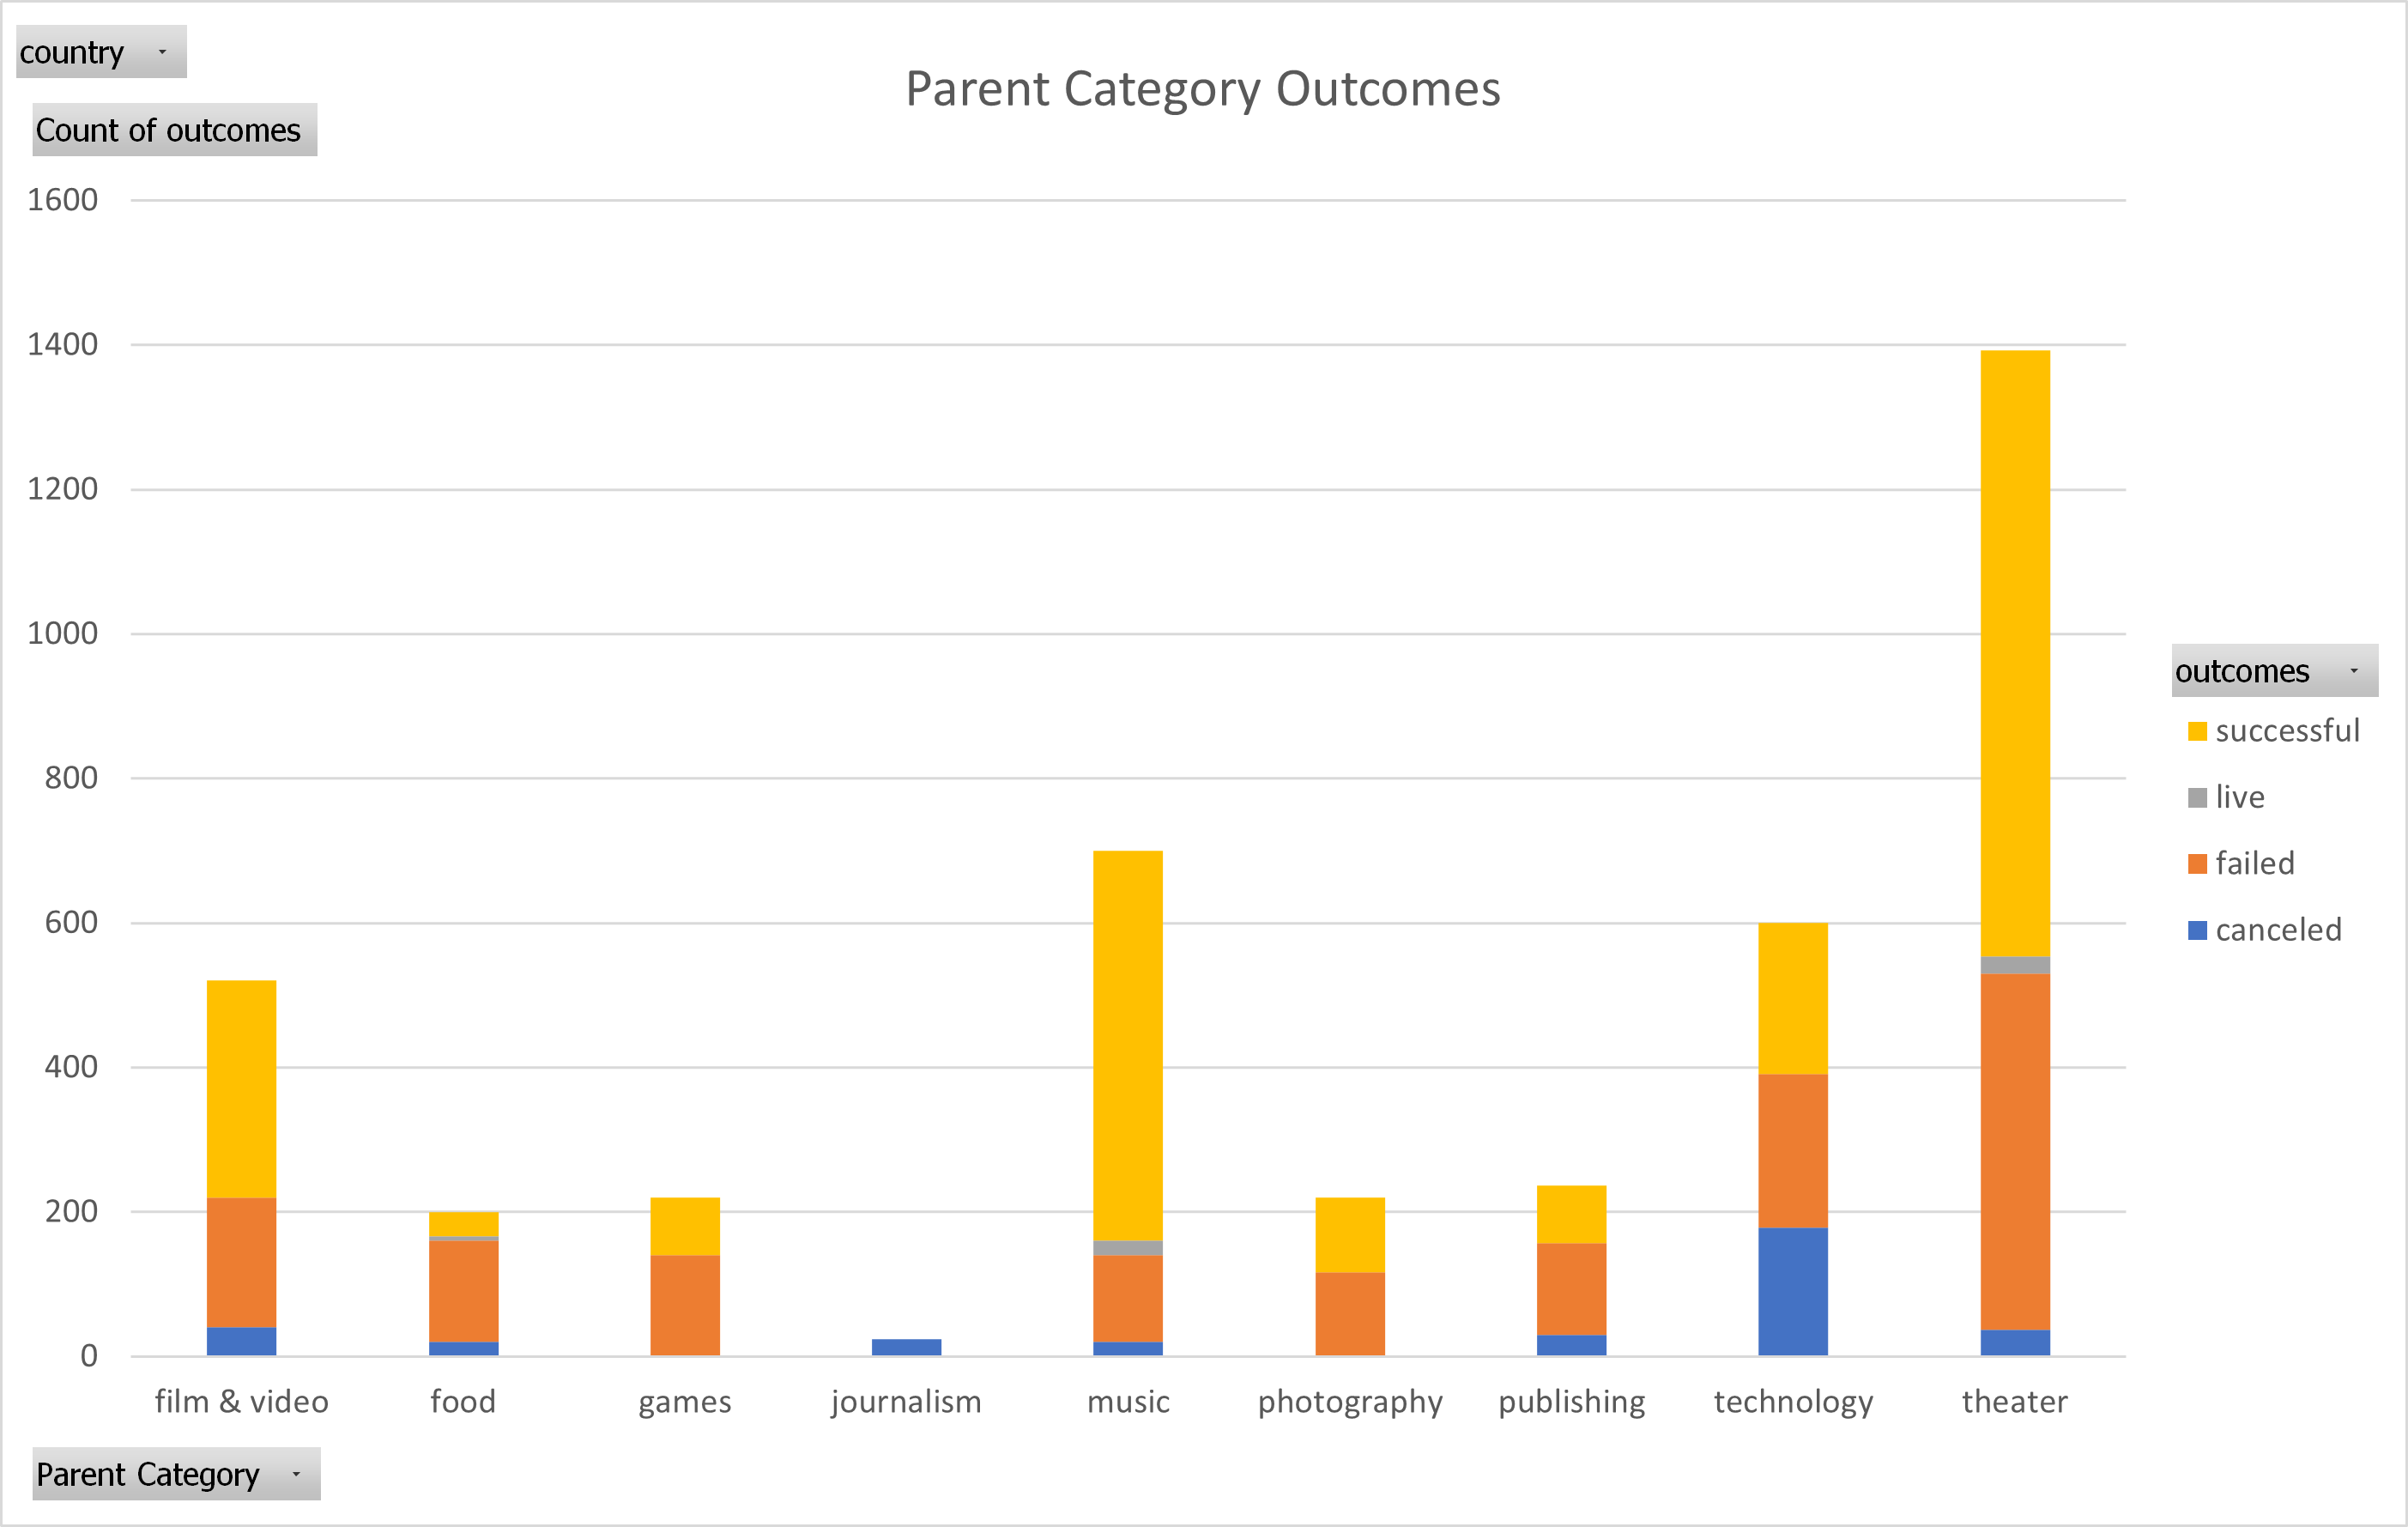 country
Parent Category Outcomes
Count of outcomes
1600
1400
1200
1000
800
600
400
200
0
film & video
food
games
journalism
music
photography
publishing
technology
theater
outcomes
successful
live
failed
canceled
Parent Category